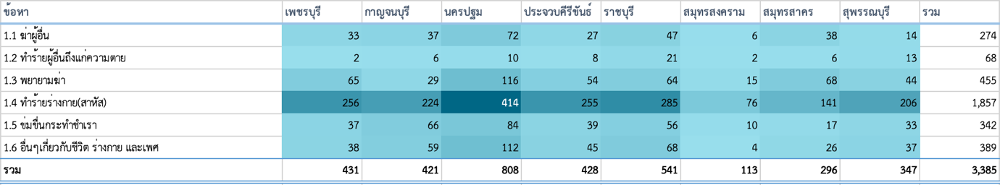 ข้อหา เพชรบุรี กาญจนบุรี นครปฐม ประจวบคีรีขันธ์ ราชบุรี สมุทรสงคราม สมุทรสาคร สุพรรณบุรี รวม
1.1 ฆ่าผู้อื่น 33 37 72 27 47 6 38 14 274
1.2 ทำร้ายผู้อื่นถึงแก่ความตาย 2 6 10 8 21 2 6 13 68
1.3 พยายามฆ่า 65 29 116 54 64 15 68 44 455
1.4 ทำร้ายร่างกาย(สาหัส) 256 224 414 255 285 76 141 206 1,857
1.5 ข่มขื่นกระทำชำเรา 37 66 84 39 56 10 17 33 342
1.6 อื่นๆเกี่ยวกับชีวิต ร่างกาย และเพศ 38 59 112 45 68 4 26 37 389
รวม 431 421 808 428 541 113 296 347 3,385